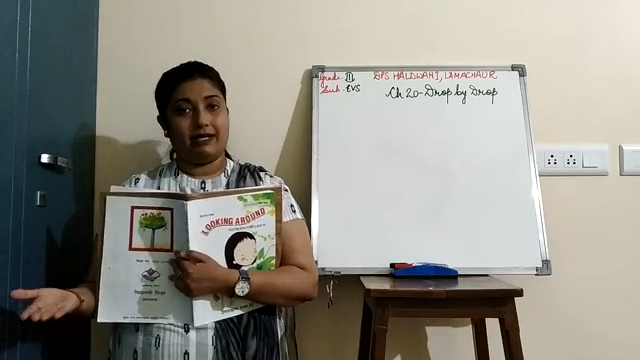 Grade - III DPS HALDWANI, LAMACHAUR
Sub - EVS Ch 20 - Drop by Drop
LOOKING AROUND